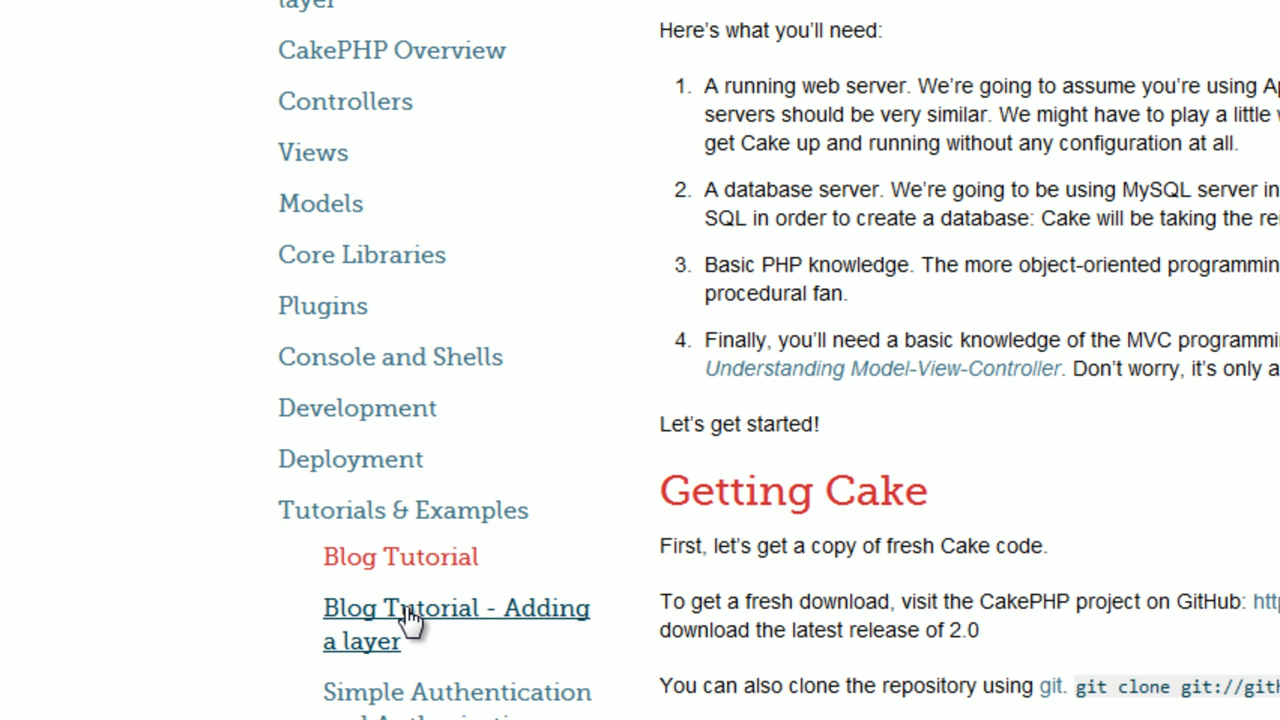 layer
CakePHP Overview
Controllers
Views
Models
Core Libraries
Plugins
Console and Shells
Development
Deployment
Tutorials & Examples
Blog Tutorial
Blog Tutorial - Adding
a layer
Simple Authentication
Here's what you'll need:
1. A running web server. We're going to assume you're using
servers should be very similar. We might have to play a little
get Cake up and running without any configuration at all.
2. A database server. We're going to be using MySQL server in
SQL in order to create a database: Cake will be taking the
3. Basic PHP knowledge. The more object-oriented
procedural fan.
4. Finally, you'll need a basic knowledge of the MVC
Understanding Model-View-Controller. Don't worry, it's only a
Let's get started!
Getting Cake
First, let's get a copy of fresh Cake code.
To get a fresh download, visit the CakePHP project on GitHub:
download the latest release of 2.0
You can also clone the repository using git. git clone